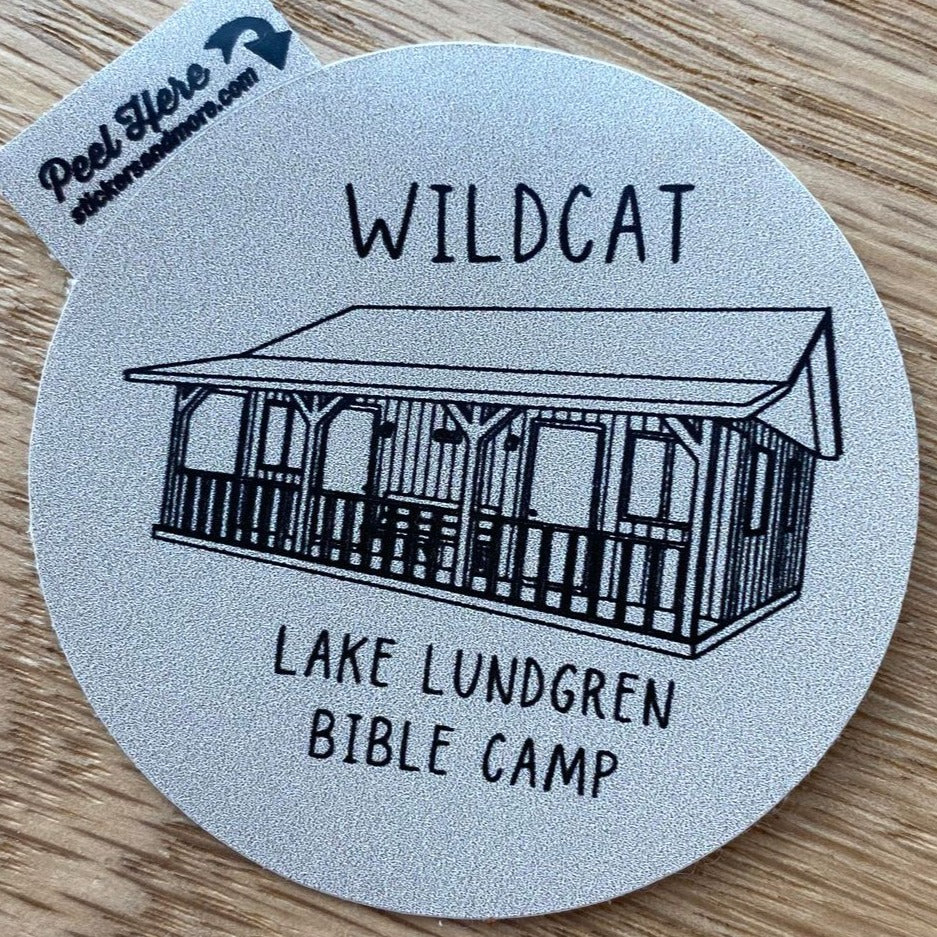 Peel Here
stickersandmore.com
WILDCAT
LAKE LUNDGREN
BIBLE CAMP